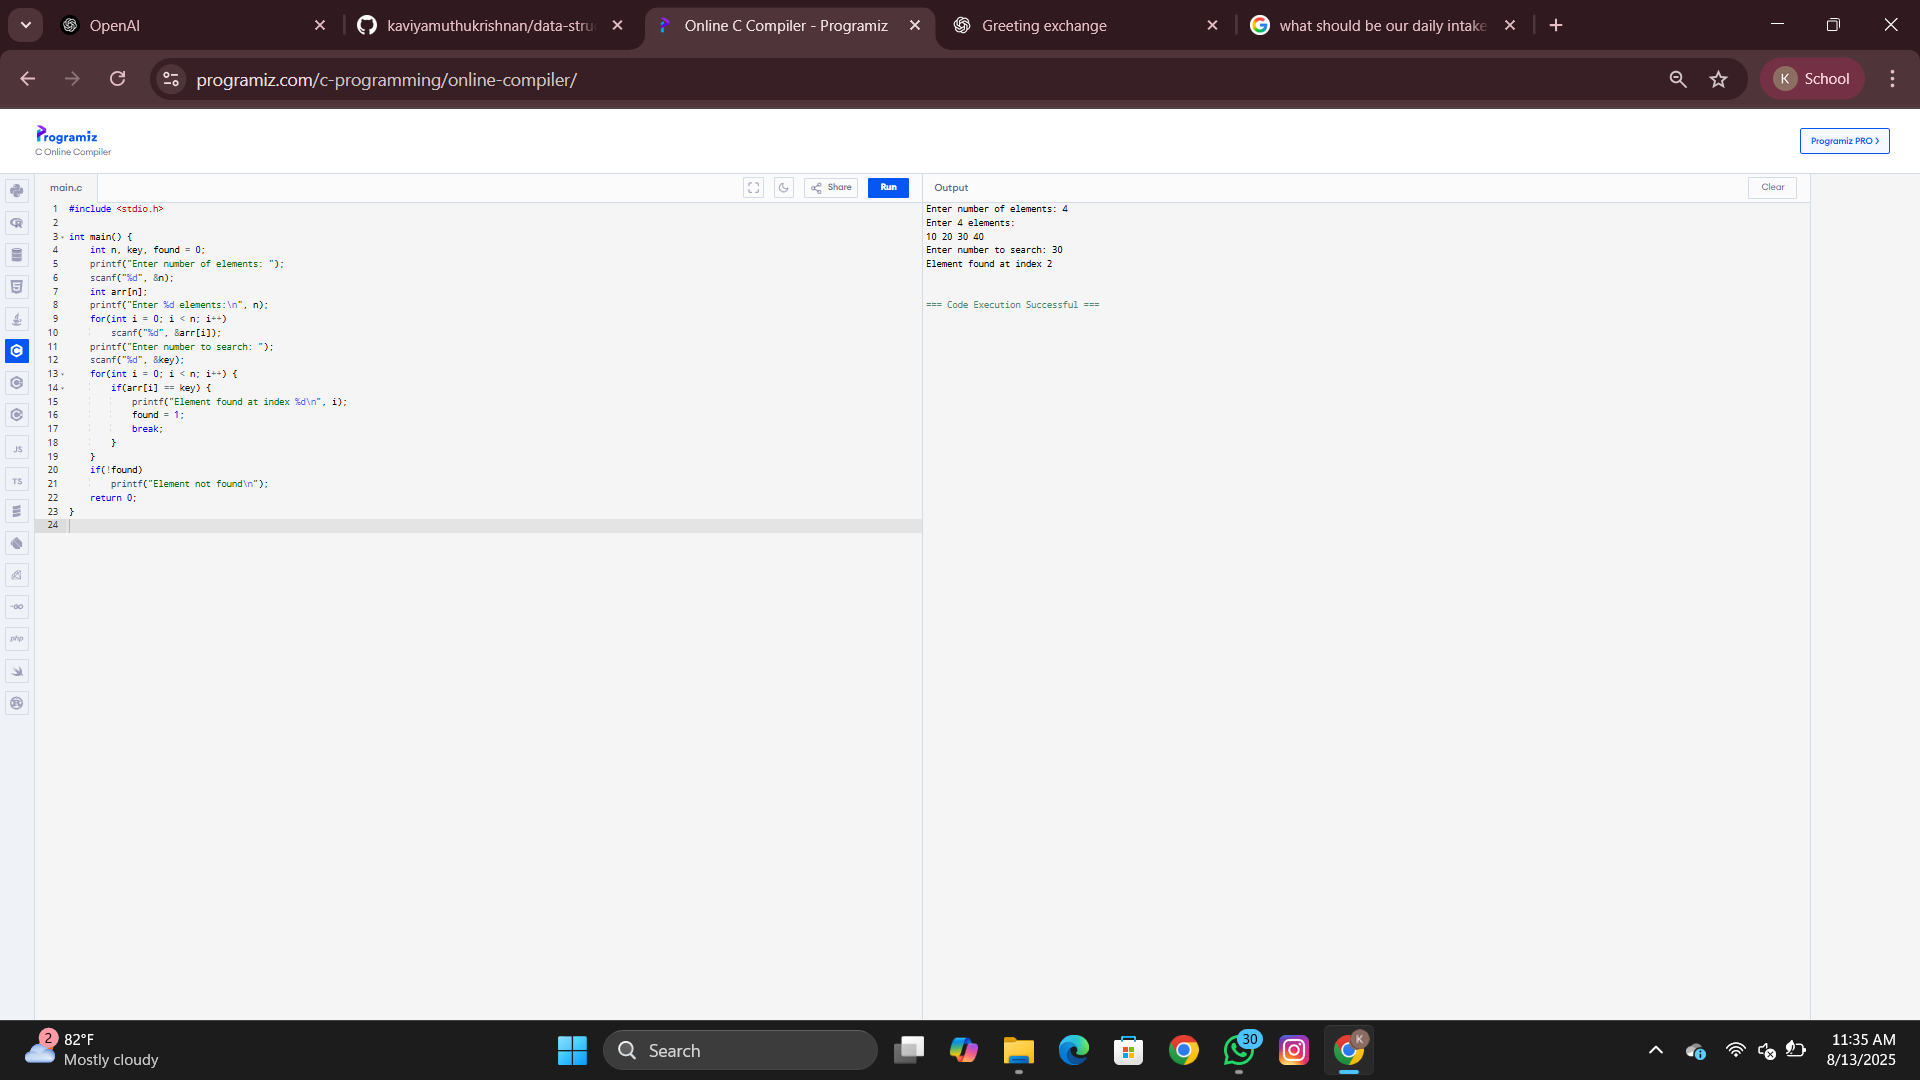 OpenAI
kaviyamuthukrishnan/data-stru
Online C Compiler - Programiz
Greeting exchange
what should be our daily intake
programiz.com/c-programming/online-compiler/
K School
Programiz
C Online Compiler
Programiz PRO >
main.c
Share
Run
Output
Clear
1 #include <stdio.h>
2
3 int main() {
4 int n, key, found = 0;
5 printf("Enter number of elements: ");
6 scanf("%d", &n);
7 int arr[n];
8 printf("Enter %d elements:\n", n);
9 for(int i = 0; i < n; i++)
10 scanf("%d", &arr[i]);
11 printf("Enter number to search: ");
12 scanf("%d", &key);
13 for(int i = 0; i < n; i++) {
14 if(arr[i] == key) {
15 printf("Element found at index %d\n", i);
16 found = 1;
17 break;
18 }
19 }
20 if(!found)
21 printf("Element not found\n");
22 return 0;
23 }
24
Enter number of elements: 4
Enter 4 elements:
10 20 30 40
Enter number to search: 30
Element found at index 2
=== Code Execution Successful ===
JS
TS
GO
php
2
82°F
Mostly cloudy
Search
30
K
11:35 AM
8/13/2025